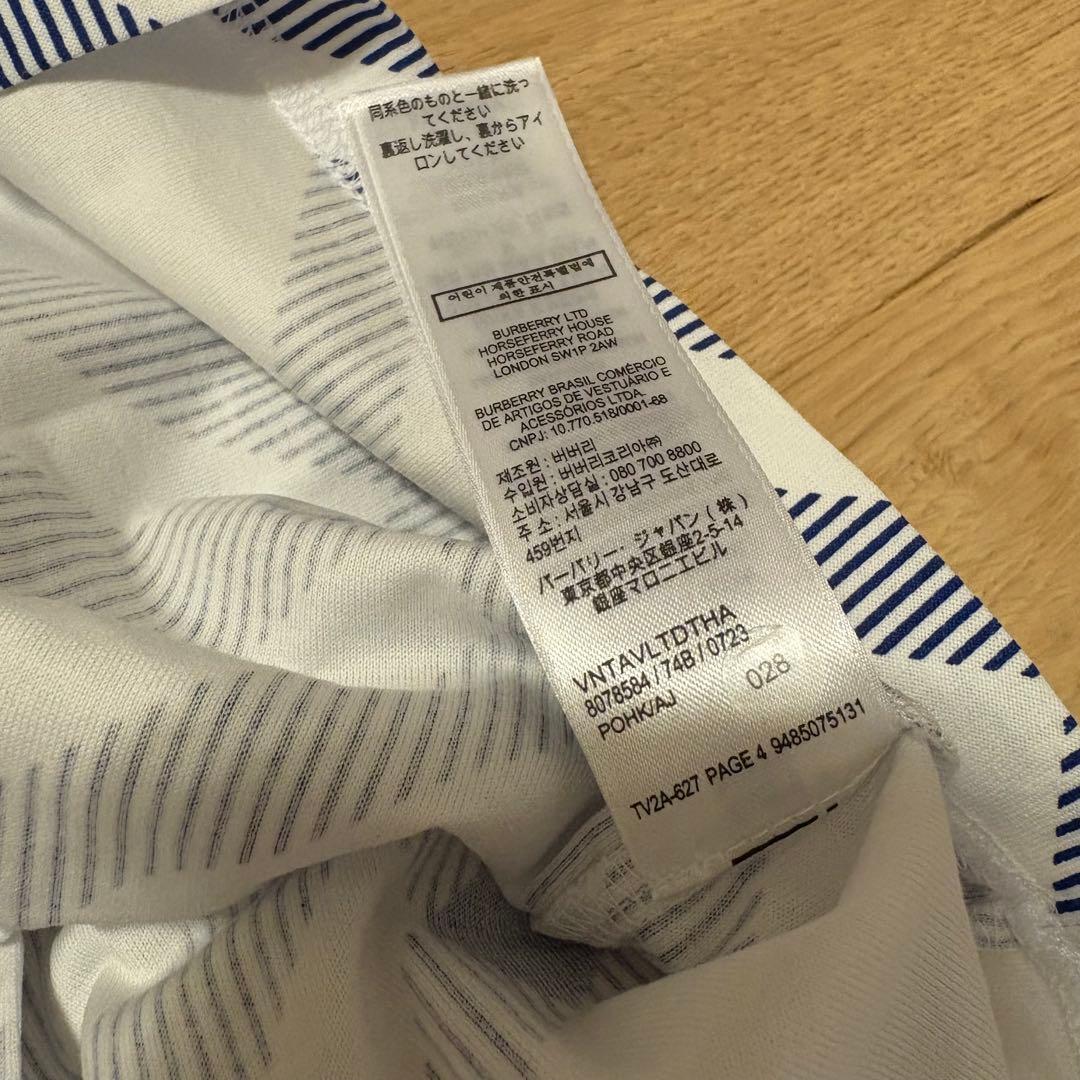 同系色のものと一緒に洗っ
てください
裏返し洗濯し、裏からアイ
ロンしてください
어린이 제품안전특별법에
의한 표시
BURBERRY LTD
HORSEFERRY HOUSE
HORSEFERRY ROAD
LONDON SW1P 2AW
BURBERRY BRASIL COMÉRCIO
DE ARTIGOS DE VESTUÁRIO E
ACESSÓRIOS LTDA.
CNPJ: 10.770.518/0001-68
제조원 : 버버리
수입원 : 버버리코리아㈜
소비자상담실 : 080 700 8800
주 소 : 서울시 강남구 도산대로
459번지
バーバリー・ジャパン(株)
東京都中央区銀座2-5-14
銀座マロニエビル
VNTAVLTDTHA
8078584 / 74B / 0723
POHK/AJ
028
TV2A-627 PAGE 4 9485075131